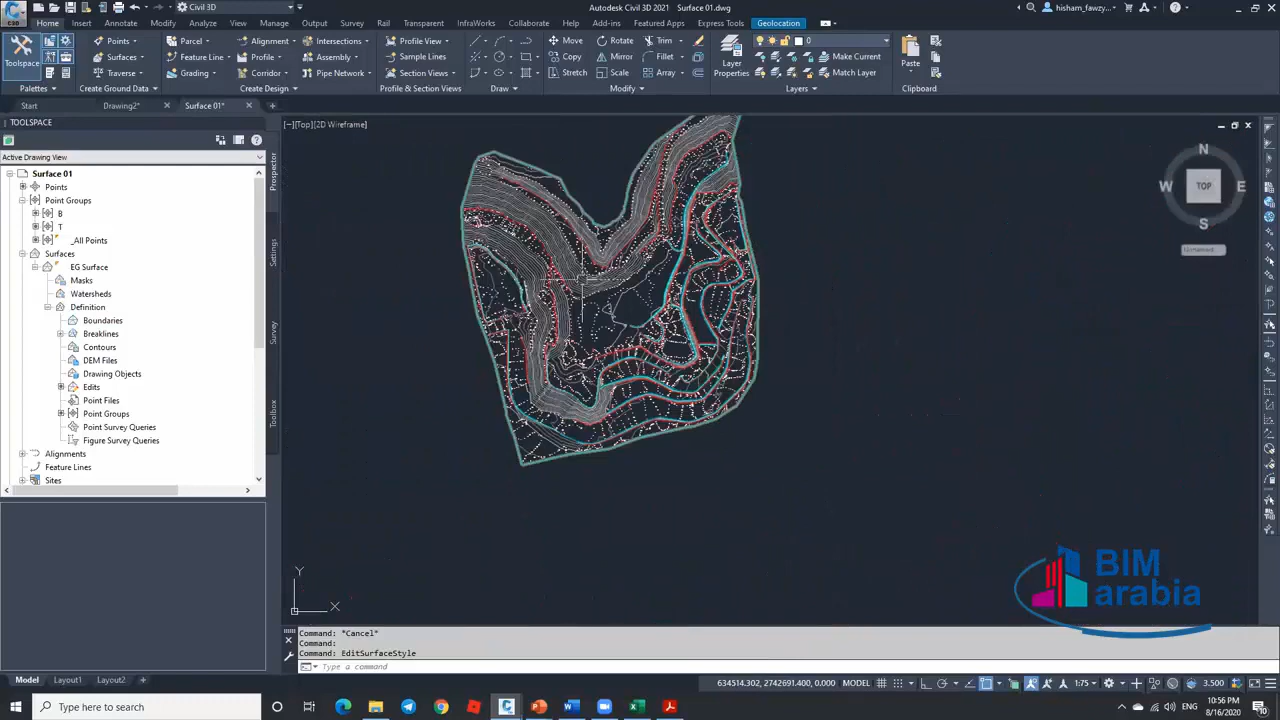 Civil 3D
Autodesk Civil 3D 2021 Surface 01.dwg
hisham_fawzy...
Home Insert Annotate Modify Analyze View Manage Output Survey Rail Transparent InfraWorks Collaborate Help Add-ins Featured Apps Express Tools Geolocation
Toolspace
Points
Surfaces
Traverse
Parcel
Feature Line
Grading
Alignment
Profile
Corridor
Intersections
Assembly
Pipe Network
Profile View
Sample Lines
Section Views
Move
Copy
Stretch
Rotate
Mirror
Scale
Trim
Fillet
Array
Layer
Properties
0
Make Current
Match Layer
Paste
Palettes Create Ground Data Create Design Profile & Section Views Draw Modify Layers Clipboard
Start Drawing2* Surface 01*
TOOLSPACE
Active Drawing View
Surface 01
Points
Point Groups
B
T
_All Points
Surfaces
EG Surface
Masks
Watersheds
Definition
Boundaries
Breaklines
Contours
DEM Files
Drawing Objects
Edits
Point Files
Point Groups
Point Survey Queries
Figure Survey Queries
Alignments
Feature Lines
Sites
Prospector
Settings
Survey
Toolbox
[−][Top][2D Wireframe]
N
W TOP E
S
Y
X
BIM
arabia
Command: *Cancel*
Command:
Command: EditSurfaceStyle
Type a command
Model Layout1 Layout2
634514.302, 2742691.400, 0.000 MODEL 1:75 3.500
Type here to search
10:56 PM
8/16/2020